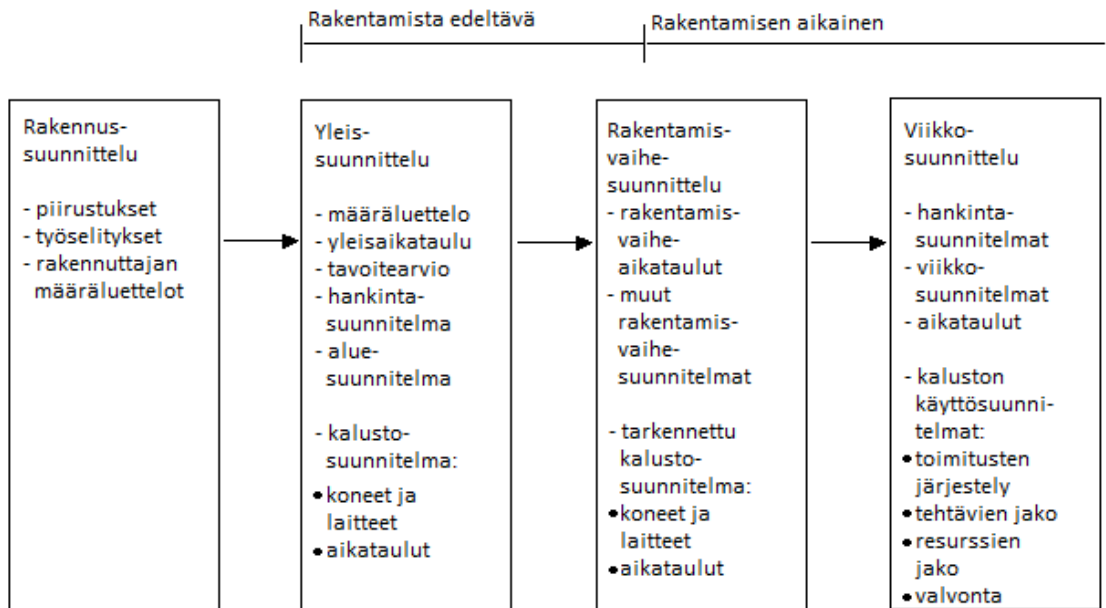 Rakentamista edeltävä
Rakentamisen aikainen
Rakennus-
suunnittelu
- piirustukset
- työselitykset
- rakennuttajan
määräluettelot
Yleis-
suunnittelu
- määräluettelo
- yleisaikataulu
- tavoitearvio
- hankinta-
suunnitelma
- alue-
suunnitelma
- kalusto-
suunnitelma:
• koneet ja
laitteet
• aikataulut
Rakentamis-
vaihe-
suunnittelu
- rakentamis-
vaihe-
aikataulut
- muut
rakentamis-
vaihe-
suunnitelmat
- tarkennettu
kalusto-
suunnitelma:
• koneet ja
laitteet
• aikataulut
Viikko-
suunnittelu
- hankinta-
suunnitelmat
- viikko-
suunnitelmat
- aikataulut
- kaluston
käyttösuunni-
telmat:
• toimitusten
järjestely
• tehtävien jako
• resurssien
jako
• valvonta